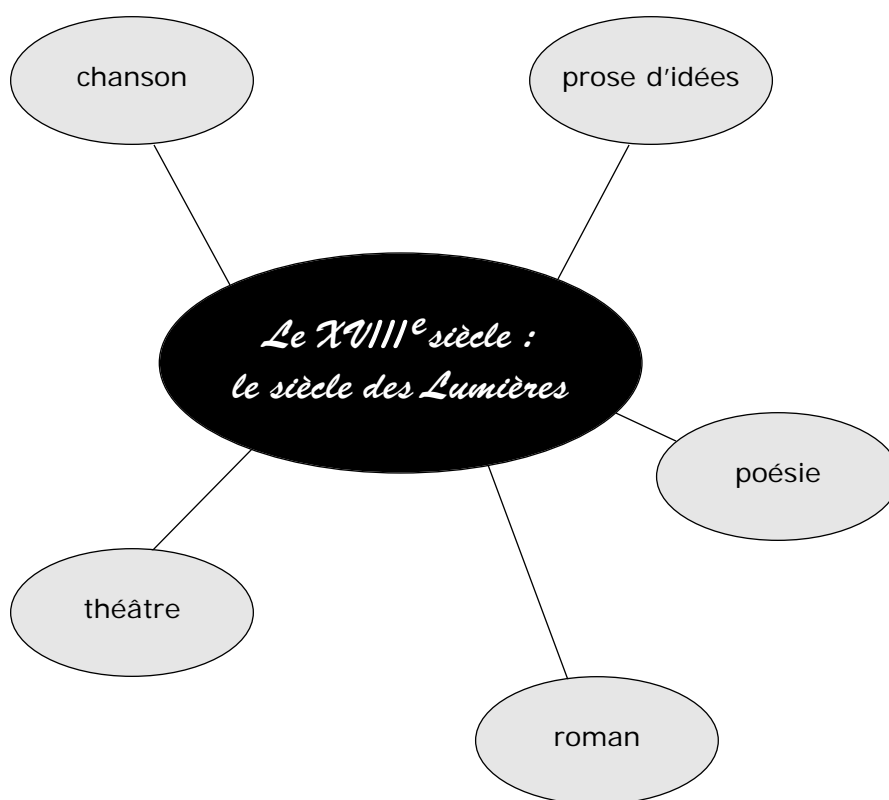 chanson
prose d'idées
Le XVIIIe siècle :
le siècle des Lumières
poésie
théâtre
roman